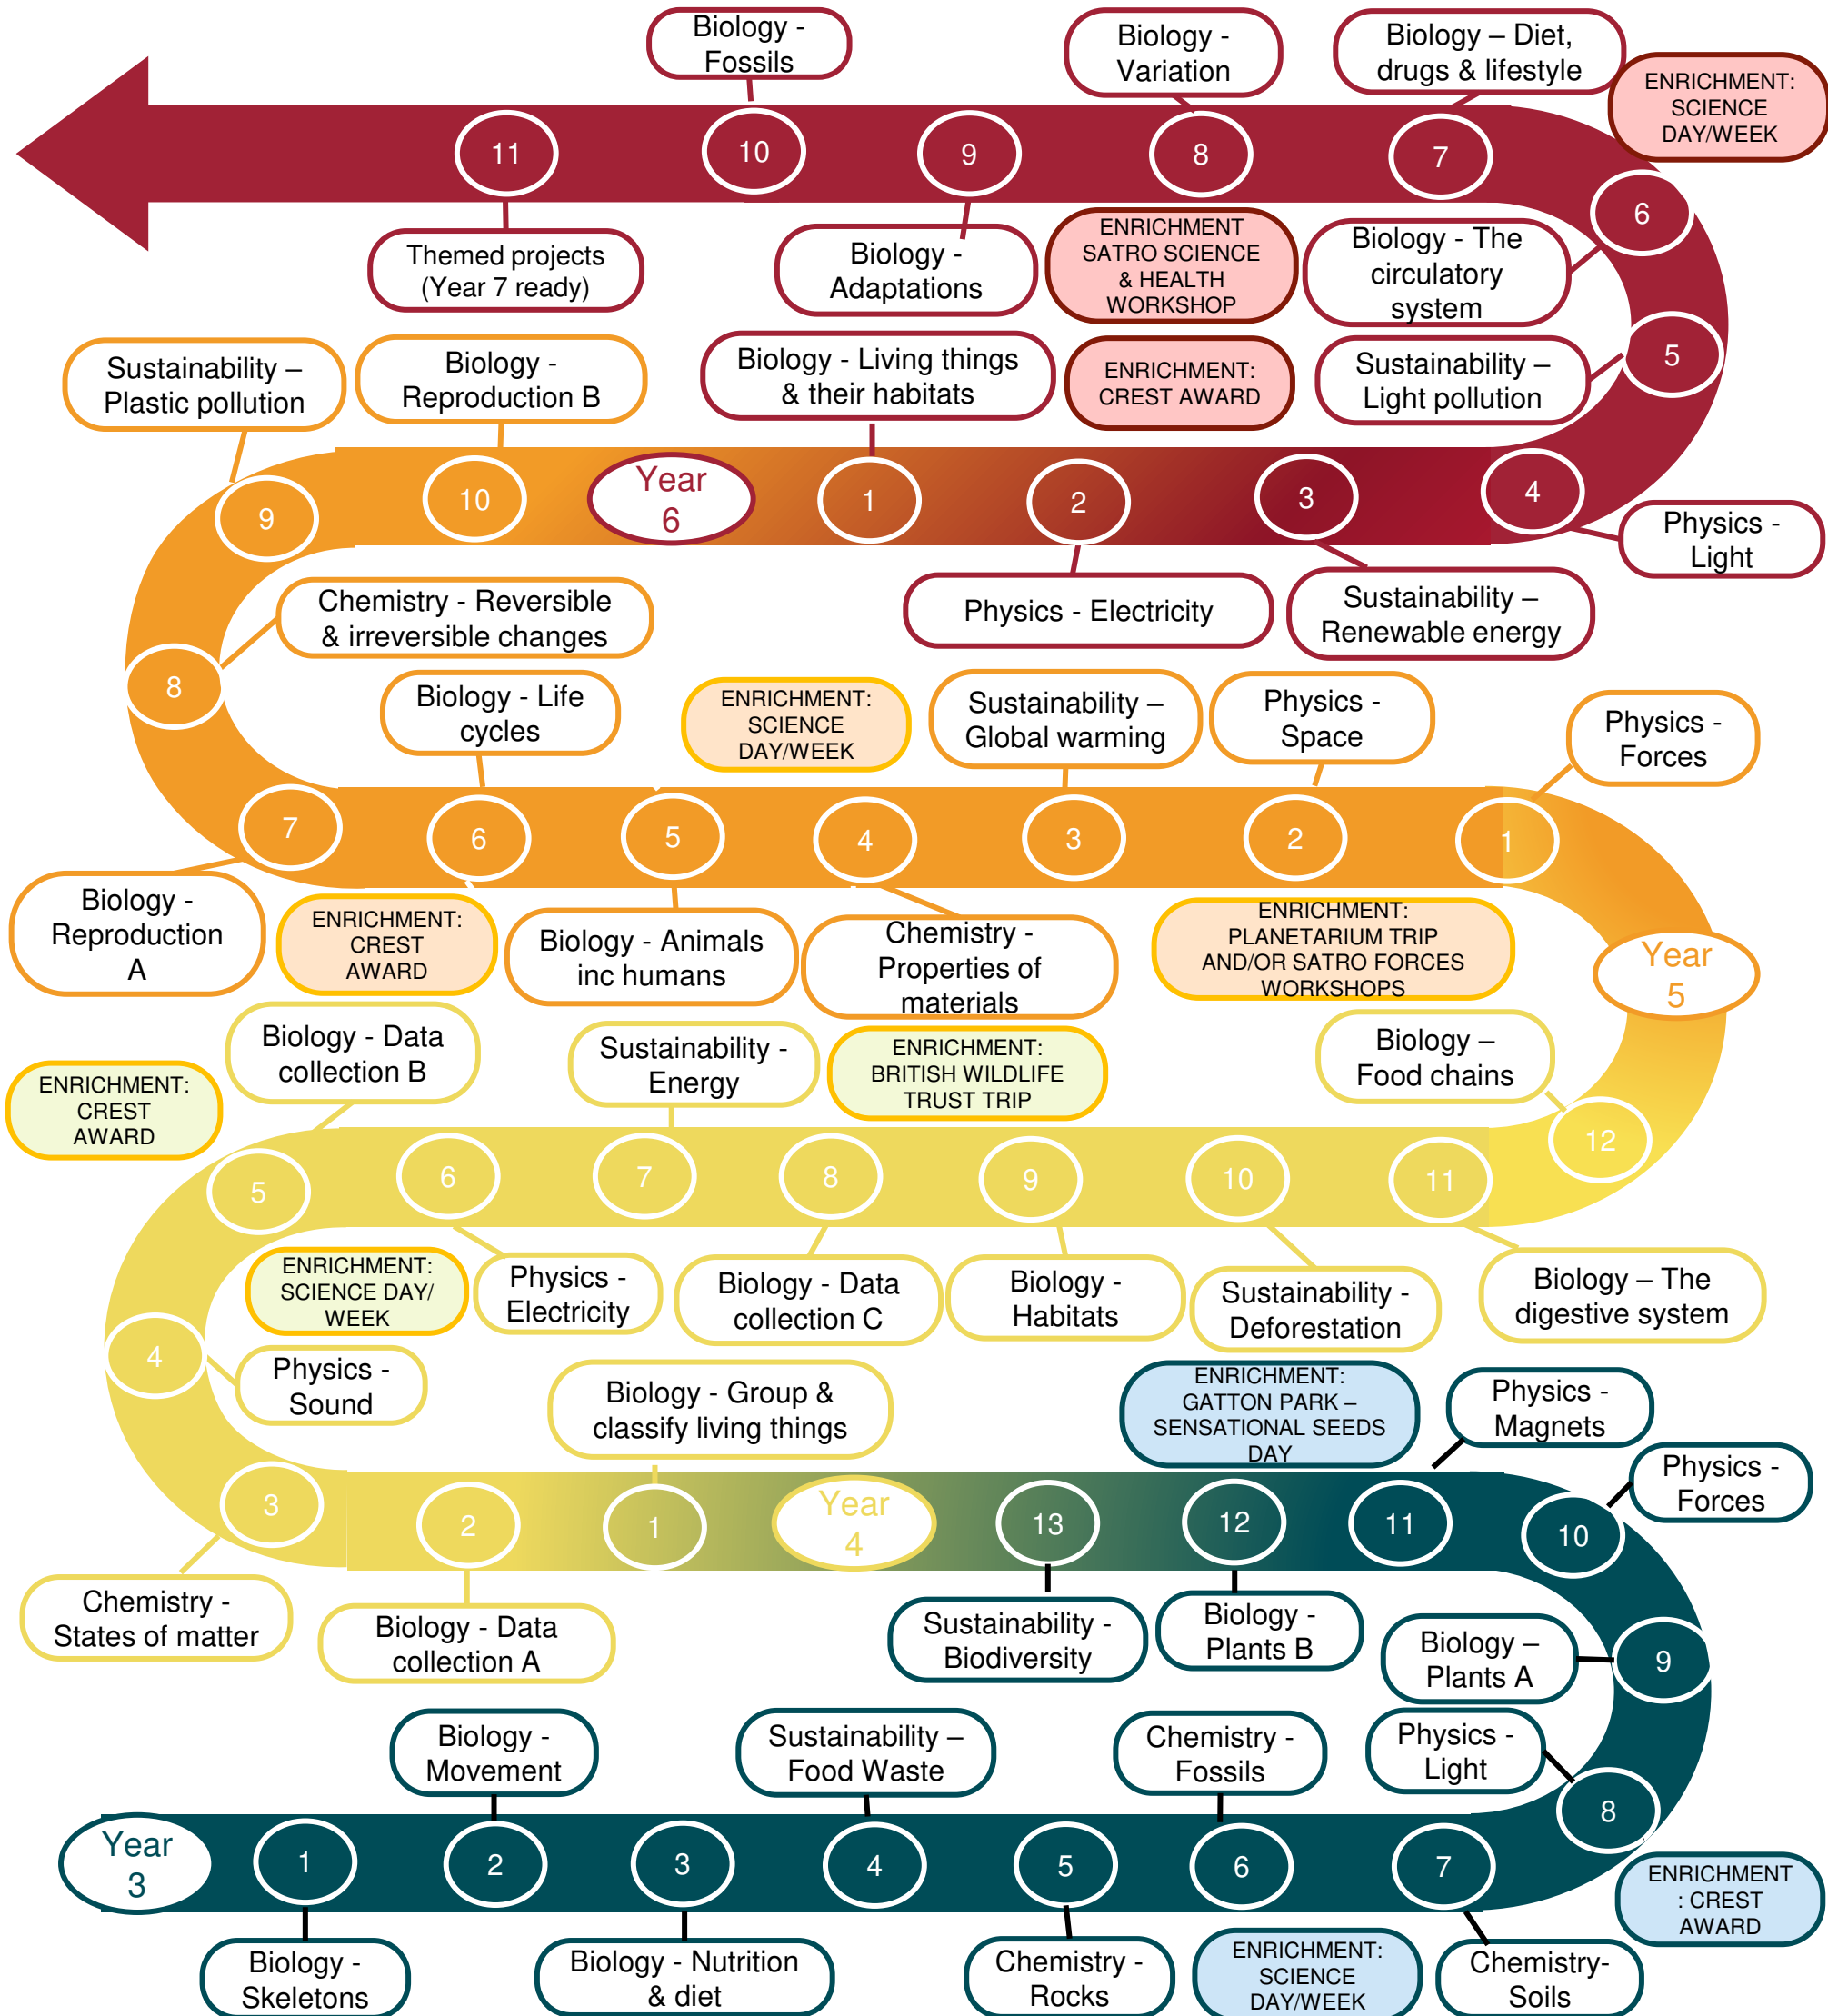 Biology -
Fossils
Biology -
Variation
Biology – Diet,
drugs & lifestyle
ENRICHMENT:
SCIENCE
DAY/WEEK
11
10
9
8
7
6
Themed projects
(Year 7 ready)
Biology -
Adaptations
ENRICHMENT
SATRO SCIENCE
& HEALTH
WORKSHOP
Biology - The
circulatory
system
5
Sustainability –
Plastic pollution
Biology -
Reproduction B
Biology - Living things
& their habitats
ENRICHMENT:
CREST AWARD
Sustainability –
Light pollution
9
10
Year
6
1
2
3
4
Physics -
Light
Chemistry - Reversible
& irreversible changes
Physics - Electricity
Sustainability –
Renewable energy
8
Biology - Life
cycles
ENRICHMENT:
SCIENCE
DAY/WEEK
Sustainability –
Global warming
Physics -
Space
Physics -
Forces
7
6
5
4
3
2
1
Biology -
Reproduction
A
ENRICHMENT:
CREST
AWARD
Biology - Animals
inc humans
Chemistry -
Properties of
materials
ENRICHMENT:
PLANETARIUM TRIP
AND/OR SATRO FORCES
WORKSHOPS
Year
5
ENRICHMENT:
CREST
AWARD
Biology - Data
collection B
Sustainability -
Energy
ENRICHMENT:
BRITISH WILDLIFE
TRUST TRIP
Biology –
Food chains
12
5
6
7
8
9
10
11
ENRICHMENT:
SCIENCE DAY/
WEEK
Physics -
Electricity
Biology - Data
collection C
Biology -
Habitats
Sustainability -
Deforestation
Biology – The
digestive system
4
Physics -
Sound
Biology - Group &
classify living things
ENRICHMENT:
GATTON PARK –
SENSATIONAL SEEDS
DAY
Physics -
Magnets
Physics -
Forces
3
2
1
Year
4
13
12
11
10
Chemistry -
States of matter
Biology - Data
collection A
Sustainability -
Biodiversity
Biology -
Plants B
Biology –
Plants A
9
Biology -
Movement
Sustainability –
Food Waste
Chemistry -
Fossils
Physics -
Light
8
Year
3
1
2
3
4
5
6
7
ENRICHMENT
: CREST
AWARD
Biology -
Skeletons
Biology - Nutrition
& diet
Chemistry -
Rocks
ENRICHMENT:
SCIENCE
DAY/WEEK
Chemistry-
Soils